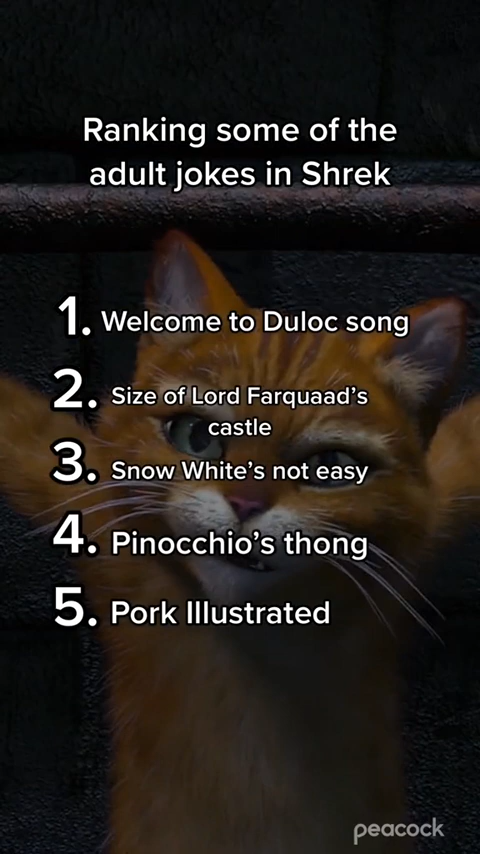 Ranking some of the
adult jokes in Shrek
1. Welcome to Duloc song
2. Size of Lord Farquaad's
castle
3. Snow White's not easy
4. Pinocchio's thong
5. Pork Illustrated
peacock